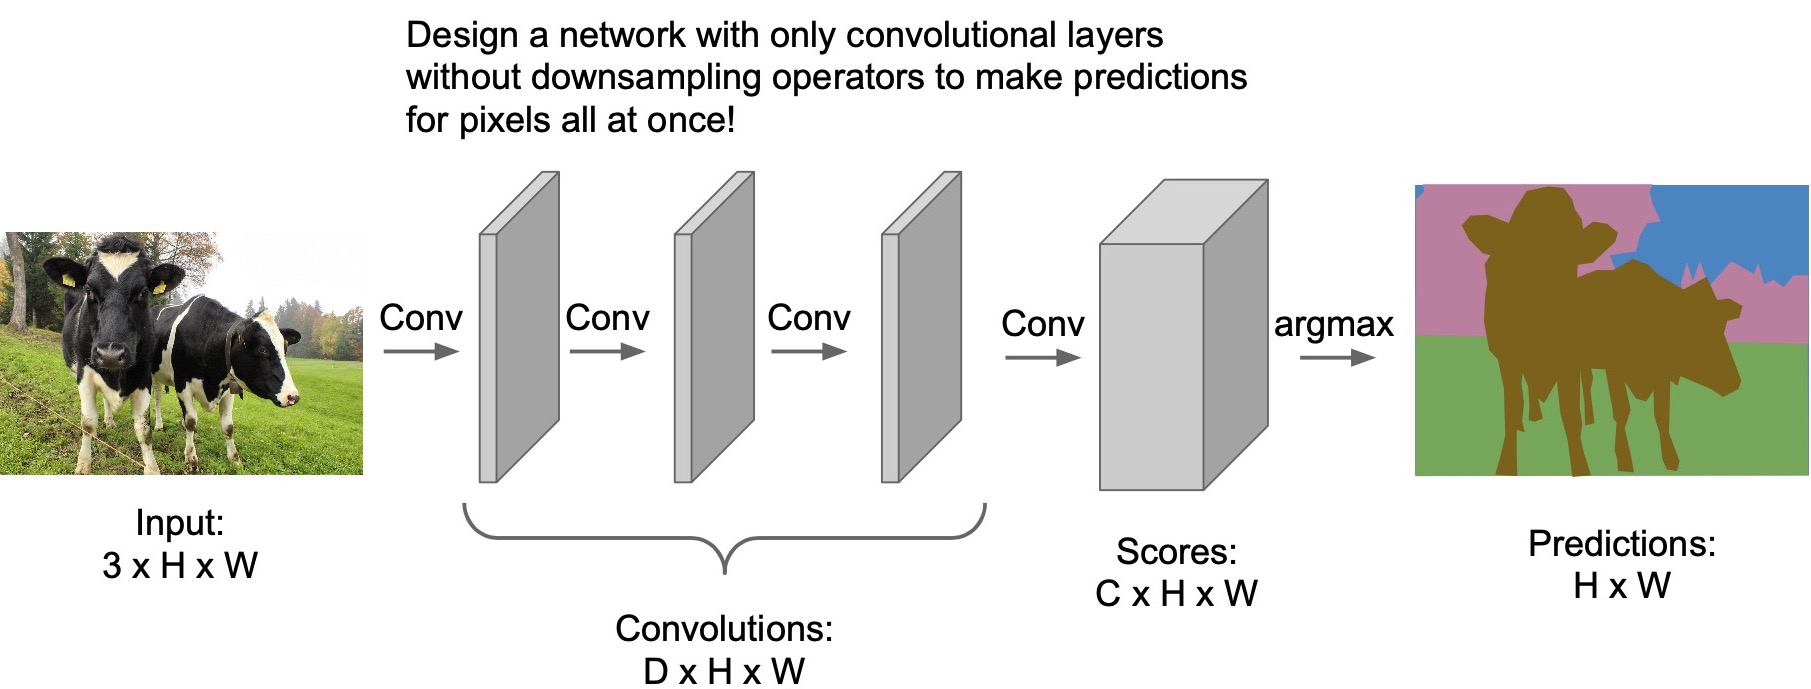 Design a network with only convolutional layers
without downsampling operators to make predictions
for pixels all at once!
Conv
Conv
Conv
Conv
argmax
Input:
3 x H x W
Convolutions:
D x H x W
Scores:
C x H x W
Predictions:
H x W